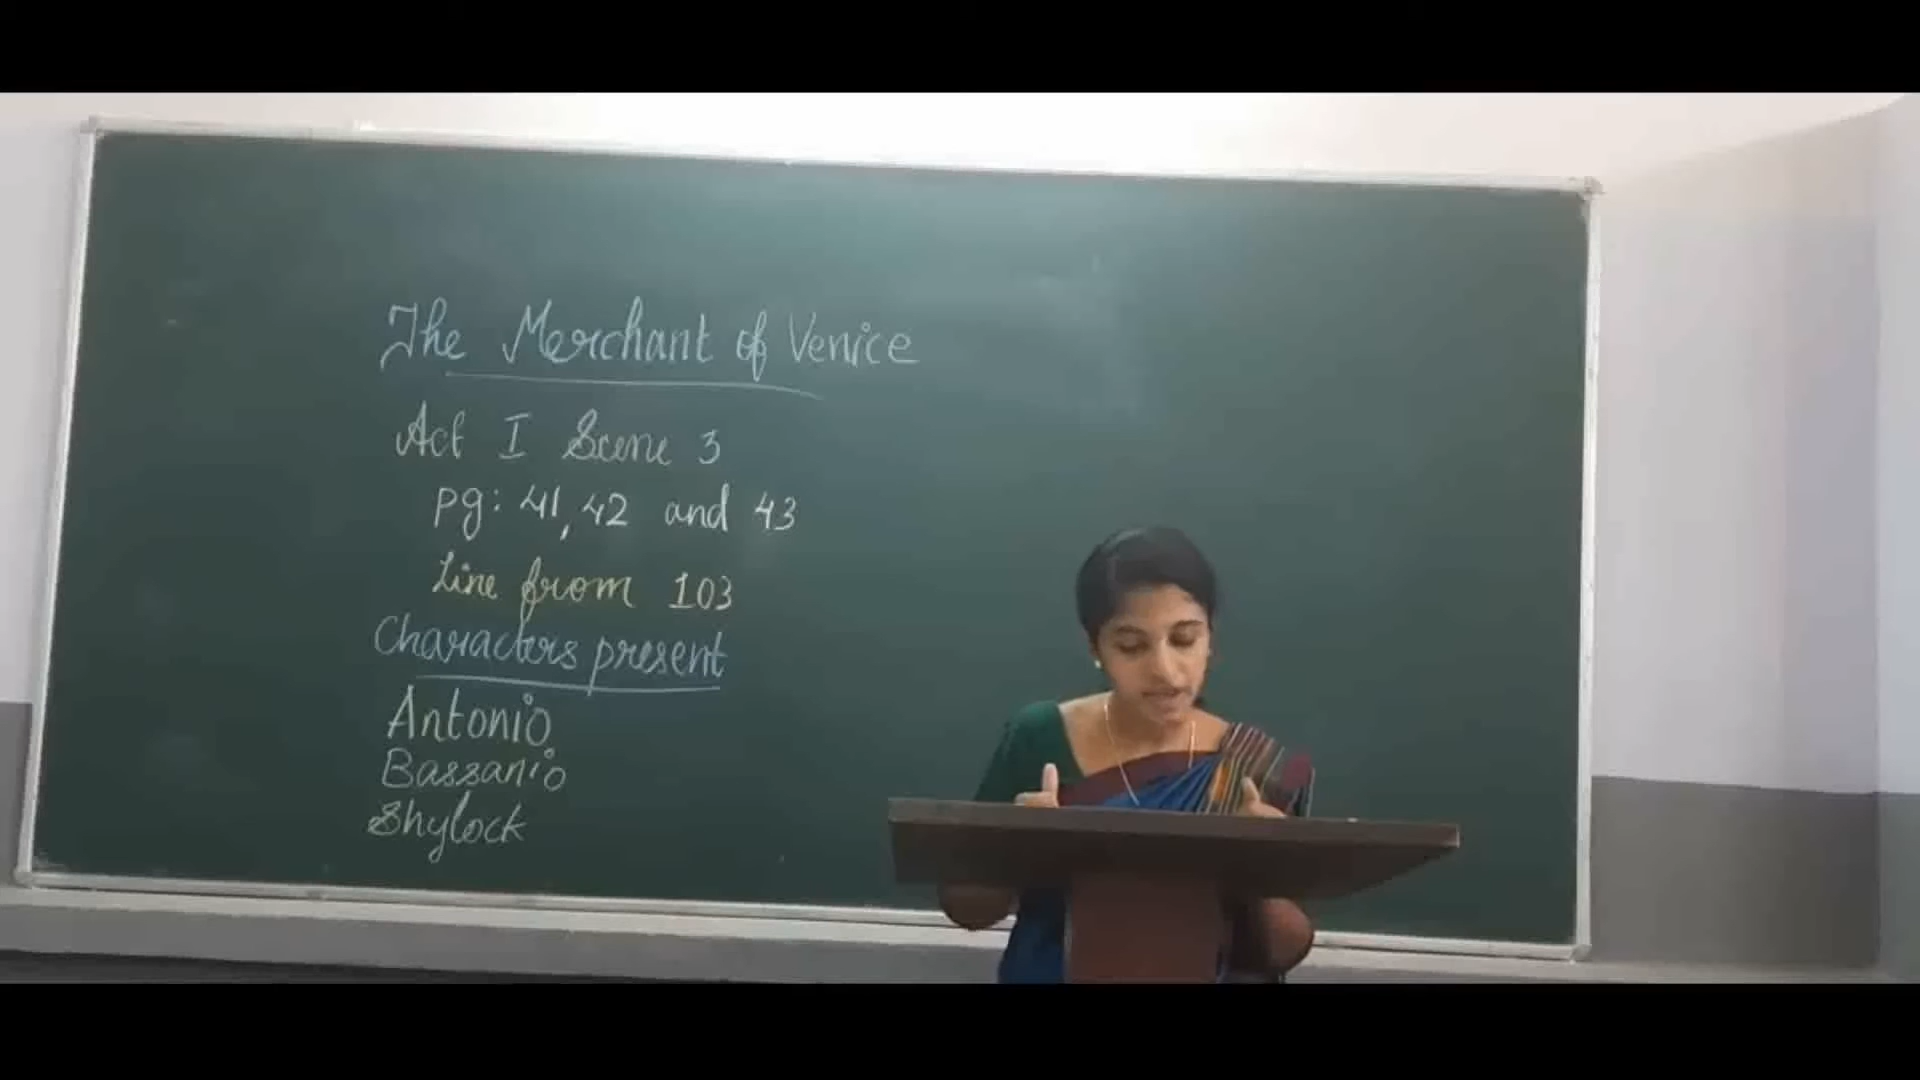 The Merchant of Venice
Act I Scene 3
pg: 41, 42 and 43
Line from 103
Characters present
Antonio
Bassanio
Shylock